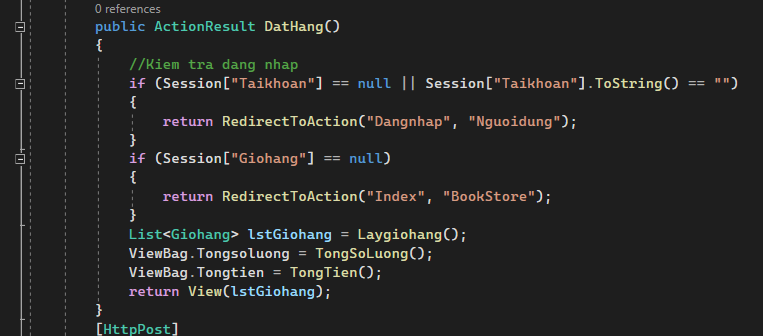 0 references
public ActionResult DatHang()
{
//Kiem tra dang nhap
if (Session["Taikhoan"] == null || Session["Taikhoan"].ToString() == "")
{
return RedirectToAction("Dangnhap", "Nguoidung");
}
if (Session["Giohang"] == null)
{
return RedirectToAction("Index", "BookStore");
}
List<Giohang> lstGiohang = Laygiohang();
ViewBag.Tongsoluong = TongSoLuong();
ViewBag.Tongtien = TongTien();
return View(lstGiohang);
}
[HttpPost]